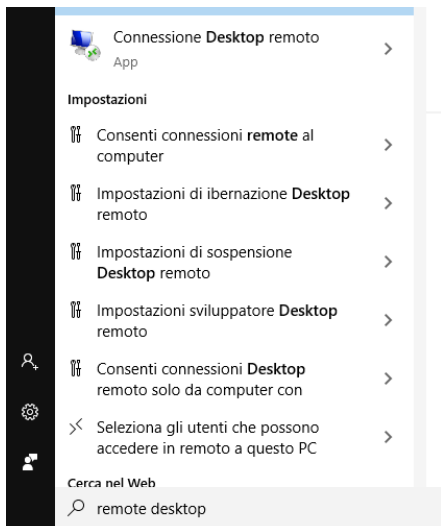 Connessione Desktop remoto
App
Impostazioni
Consenti connessioni remote al
computer
Impostazioni di ibernazione Desktop
remoto
Impostazioni di sospensione
Desktop remoto
Impostazioni sviluppatore Desktop
remoto
Consenti connessioni Desktop
remoto solo da computer con
Seleziona gli utenti che possono
accedere in remoto a questo PC
Cerca nel Web
remote desktop